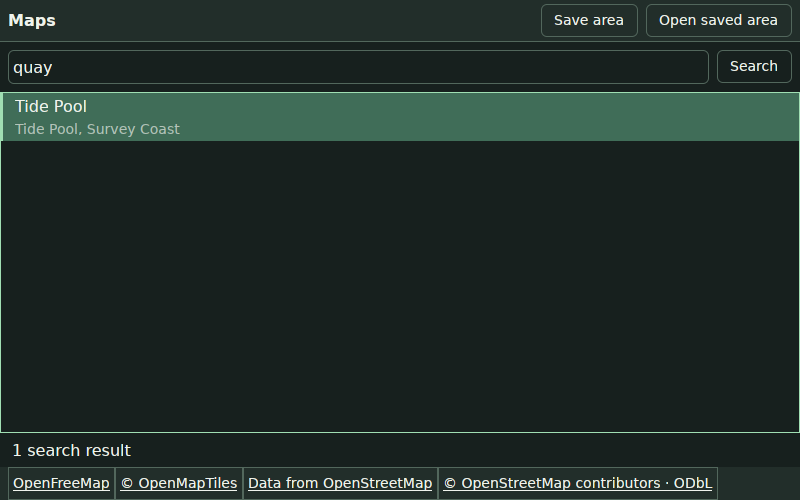 Maps
Save area
Open saved area
quay
Search
Tide Pool
Tide Pool, Survey Coast
1 search result
OpenFreeMap
© OpenMapTiles
Data from OpenStreetMap
© OpenStreetMap contributors · ODbL